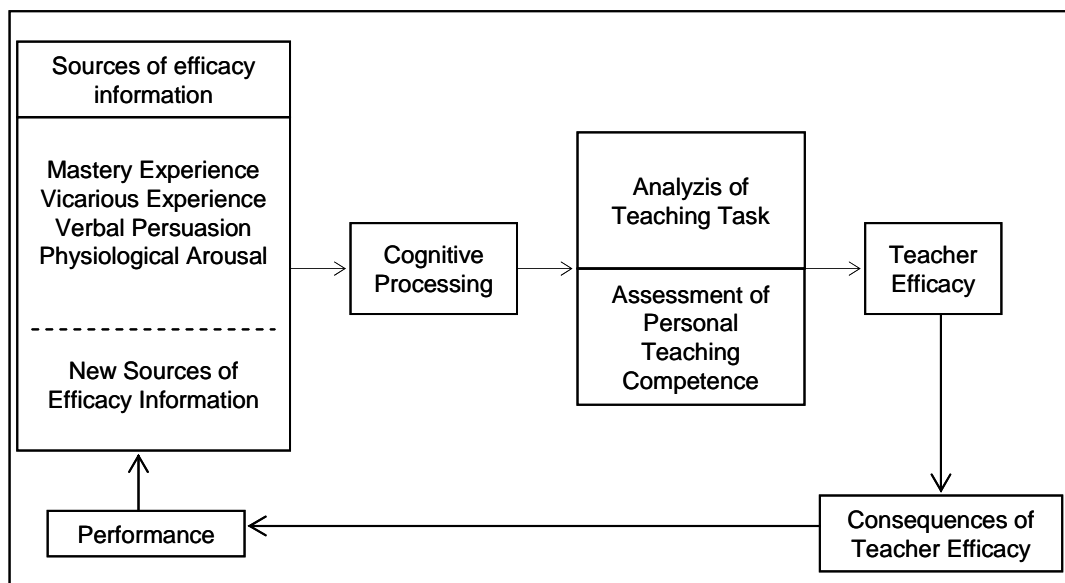 Sources of efficacy
information
Mastery Experience
Vicarious Experience
Verbal Persuasion
Physiological Arousal
New Sources of
Efficacy Information
Cognitive
Processing
Analyzis of
Teaching Task
Assessment of
Personal
Teaching
Competence
Teacher
Efficacy
Consequences of
Teacher Efficacy
Performance